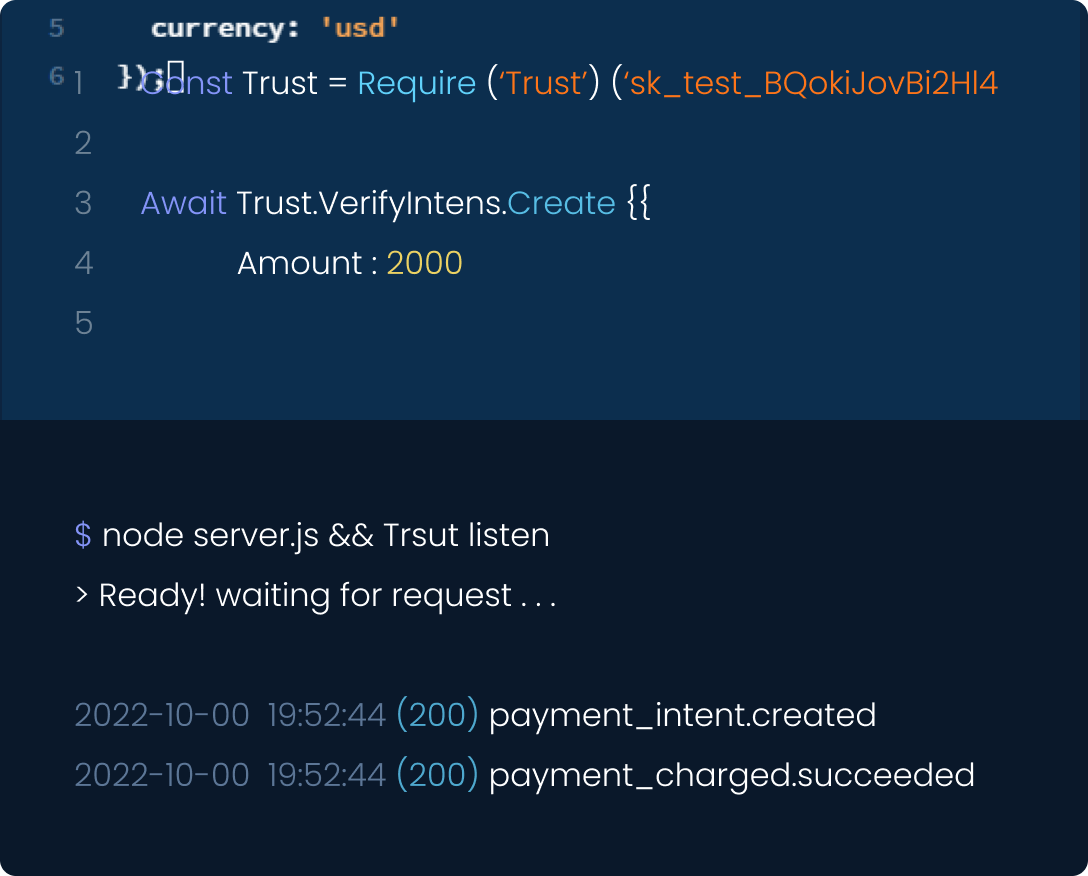 5 currency: 'usd'
6 });
1 Const Trust = Require (‘Trust’) (‘sk_test_BQokiJovBi2Hl4
2
3 Await Trust.VerifyIntens.Create {{
4 Amount : 2000
5
$ node server.js && Trsut listen
> Ready! waiting for request . . .
2022-10-00 19:52:44 (200) payment_intent.created
2022-10-00 19:52:44 (200) payment_charged.succeeded